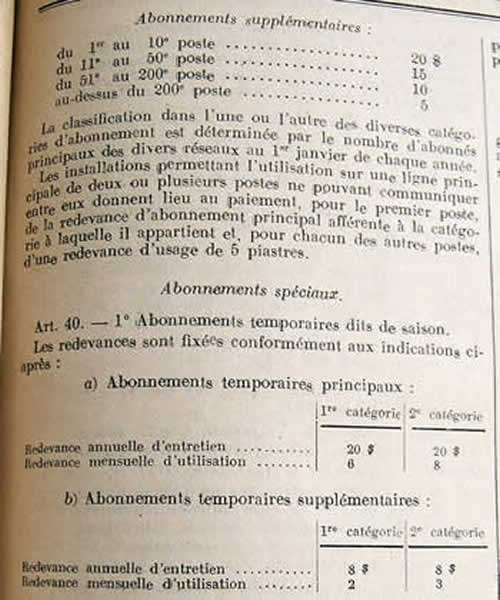 Abonnements supplémentaires :
du 1er au 10e poste .................... 20 $
du 11e au 50e poste .................... 15
du 51e au 200e poste .................... 10
au-dessus du 200e poste .................... 5
La classification dans l'une ou l'autre des diverses catégo-
ries d'abonnement est déterminée par le nombre d'abonnés
principaux des divers réseaux au 1er janvier de chaque année.
Les installations permettant l'utilisation sur une ligne prin-
cipale de deux ou plusieurs postes ne pouvant communiquer
entre eux donnent lieu au paiement, pour le premier poste,
de la redevance d'abonnement principal afférente à la catégo-
rie à laquelle il appartient et, pour chacun des autres postes,
d'une redevance d'usage de 5 piastres.
Abonnements spéciaux.
Art. 40. — 1° Abonnements temporaires dits de saison.
Les redevances sont fixées conformément aux indications ci-
après :
a) Abonnements temporaires principaux :
1re catégorie 2e catégorie
Redevance annuelle d'entretien ........... 20 $ 20 $
Redevance mensuelle d'utilisation ........ 6 8
b) Abonnements temporaires supplémentaires :
1re catégorie 2e catégorie
Redevance annuelle d'entretien ........... 8 $ 8 $
Redevance mensuelle d'utilisation ......... 2 3